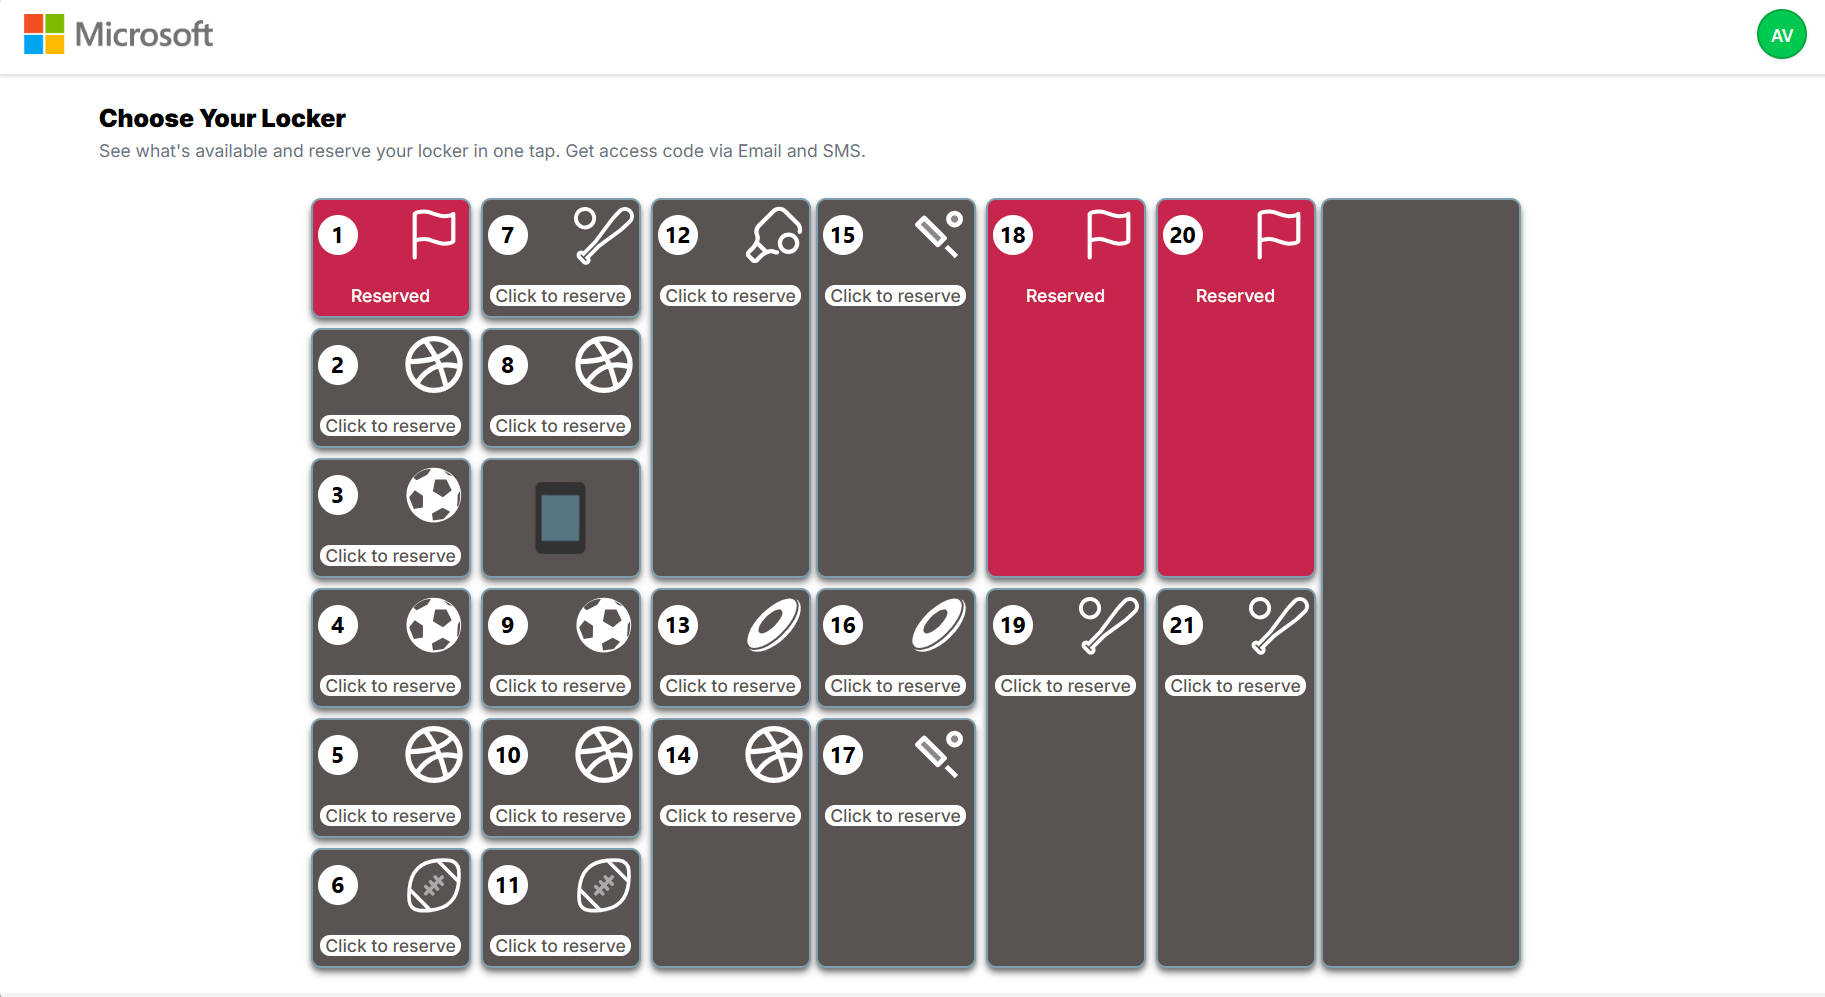 Microsoft
AV
Choose Your Locker
See what's available and reserve your locker in one tap. Get access code via Email and SMS.
1
Reserved
7
Click to reserve
12
Click to reserve
15
Click to reserve
18
Reserved
20
Reserved
2
Click to reserve
8
Click to reserve
3
Click to reserve
4
Click to reserve
9
Click to reserve
13
Click to reserve
16
Click to reserve
19
Click to reserve
21
Click to reserve
5
Click to reserve
10
Click to reserve
14
Click to reserve
17
Click to reserve
6
Click to reserve
11
Click to reserve